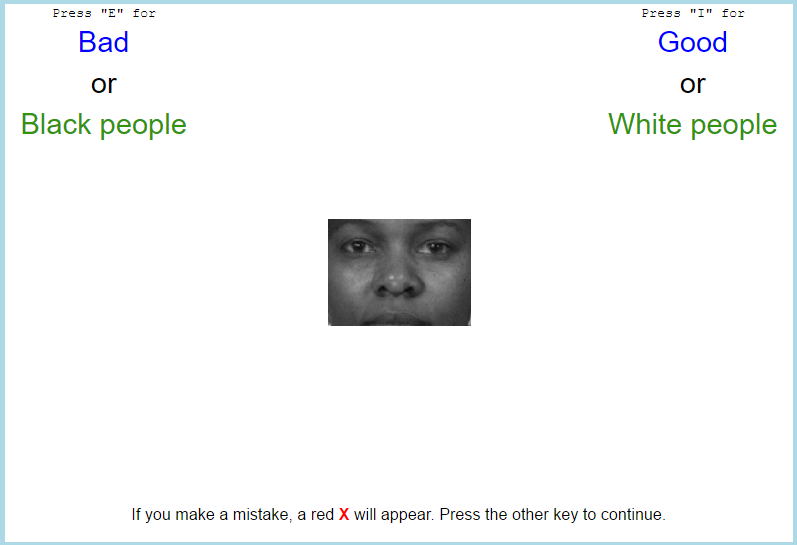 Press "E" for
Bad
or
Black people
Press "I" for
Good
or
White people
If you make a mistake, a red X will appear. Press the other key to continue.